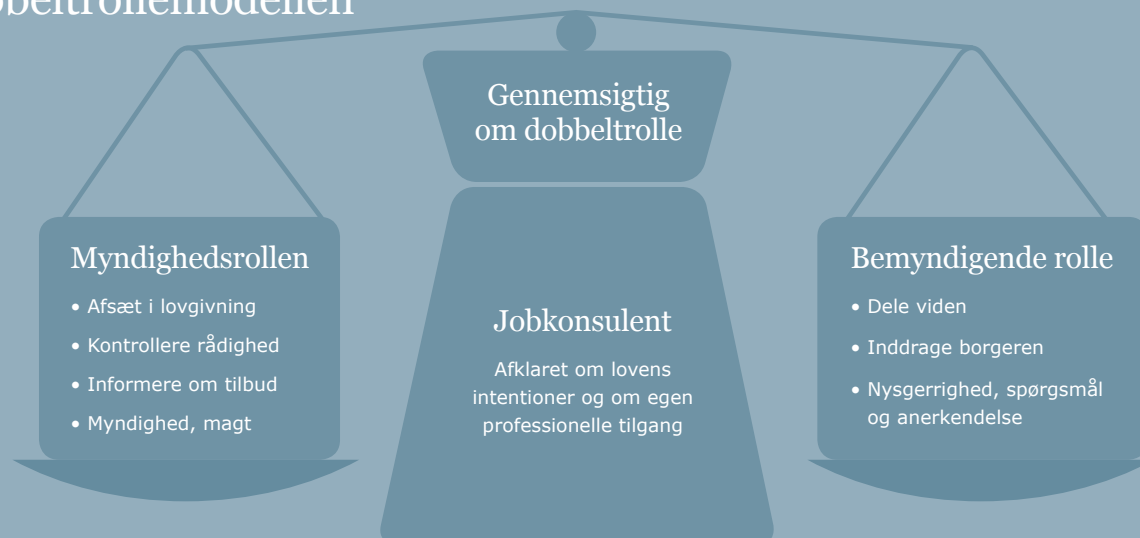 Gennemsigtig
om dobbeltrolle
Myndighedsrollen
• Afsæt i lovgivning
• Kontrollere rådighed
• Informere om tilbud
• Myndighed, magt
Jobkonsulent
Afklaret om lovens
intentioner og om egen
professionelle tilgang
Bemyndigende rolle
• Dele viden
• Inddrage borgeren
• Nysgerrighed, spørgsmål
og anerkendelse